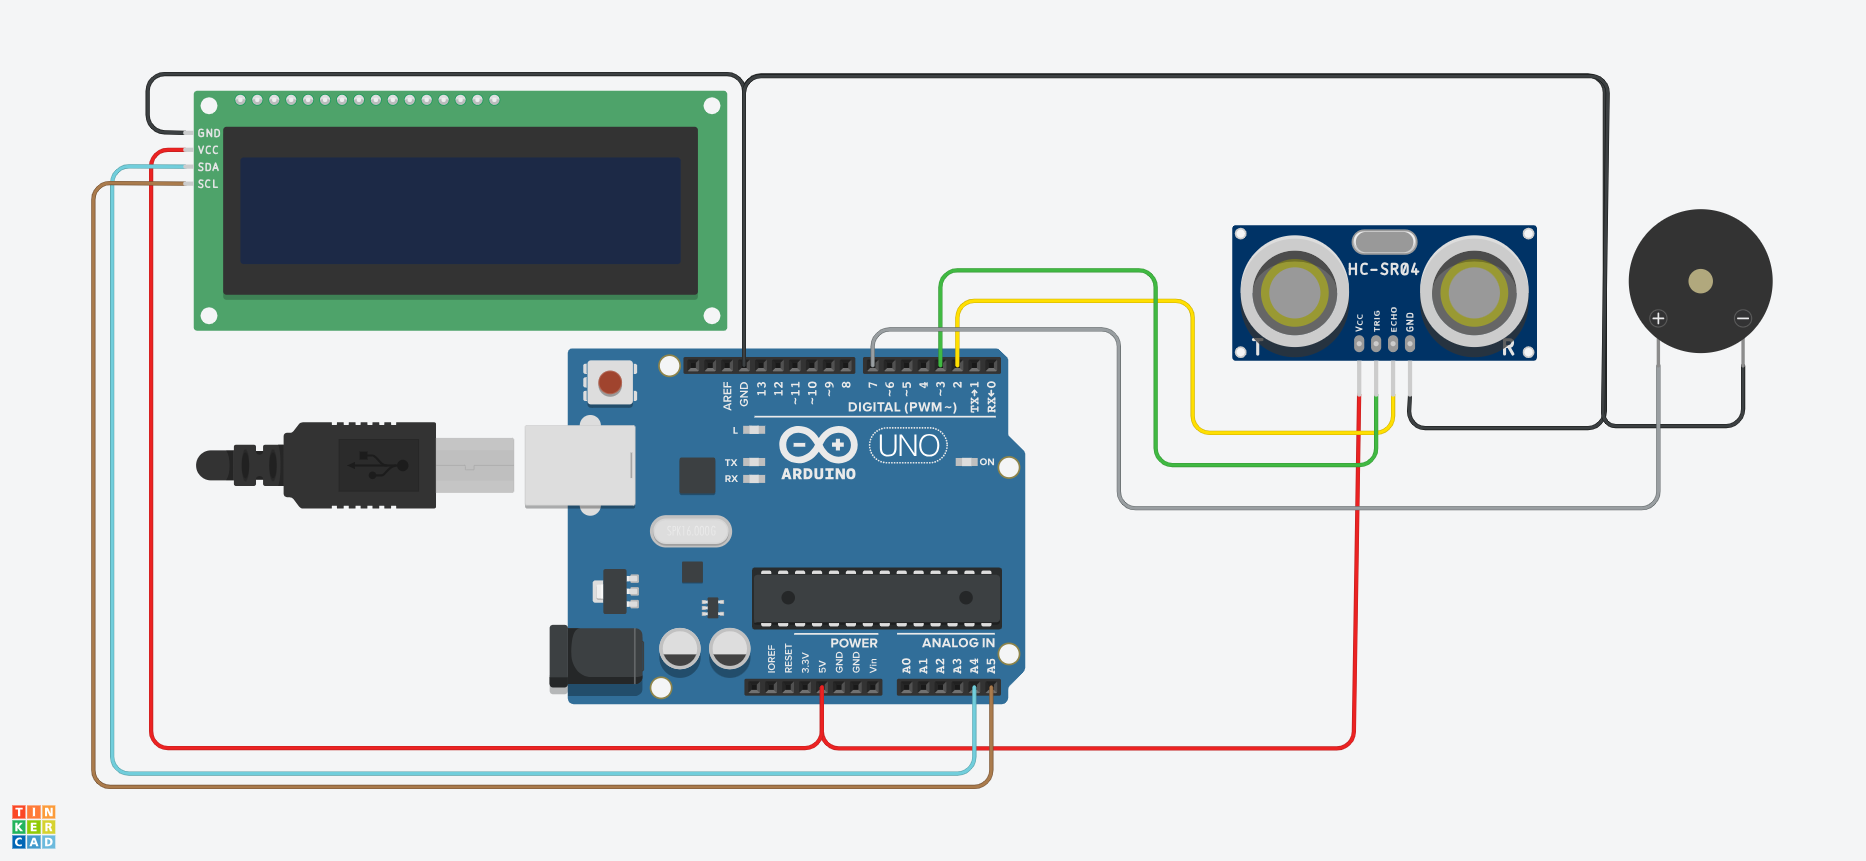 GND
VCC
SDA
SCL
HC-SR04
VCC
TRIG
ECHO
GND
T
R
+
−
AREF
GND
13
12
~11
~10
~9
8
7
~6
~5
4
~3
2
TX→1
RX←0
DIGITAL (PWM~)
L
TX
RX
UNO
ON
ARDUINO
SPK16.000G
POWER
ANALOG IN
IOREF
RESET
3.3V
5V
GND
GND
Vin
A0
A1
A2
A3
A4
A5
TIN
KER
CAD